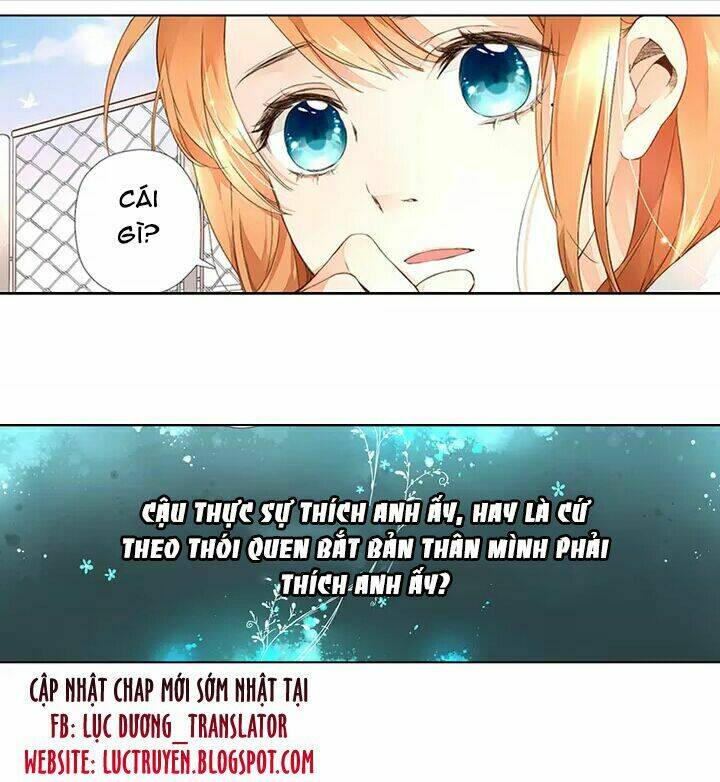 CÁI
GÌ?
CẬU THỰC SỰ THÍCH ANH ẤY, HAY LÀ CỨ
THEO THÓI QUEN BẮT BẢN THÂN MÌNH PHẢI
THÍCH ANH ẤY?
CẬP NHẬT CHAP MỚI SỚM NHẤT TẠI
FB: LỤC DƯƠNG_TRANSLATOR
WEBSITE: LUCTRUYEN.BLOGSPOT.COM